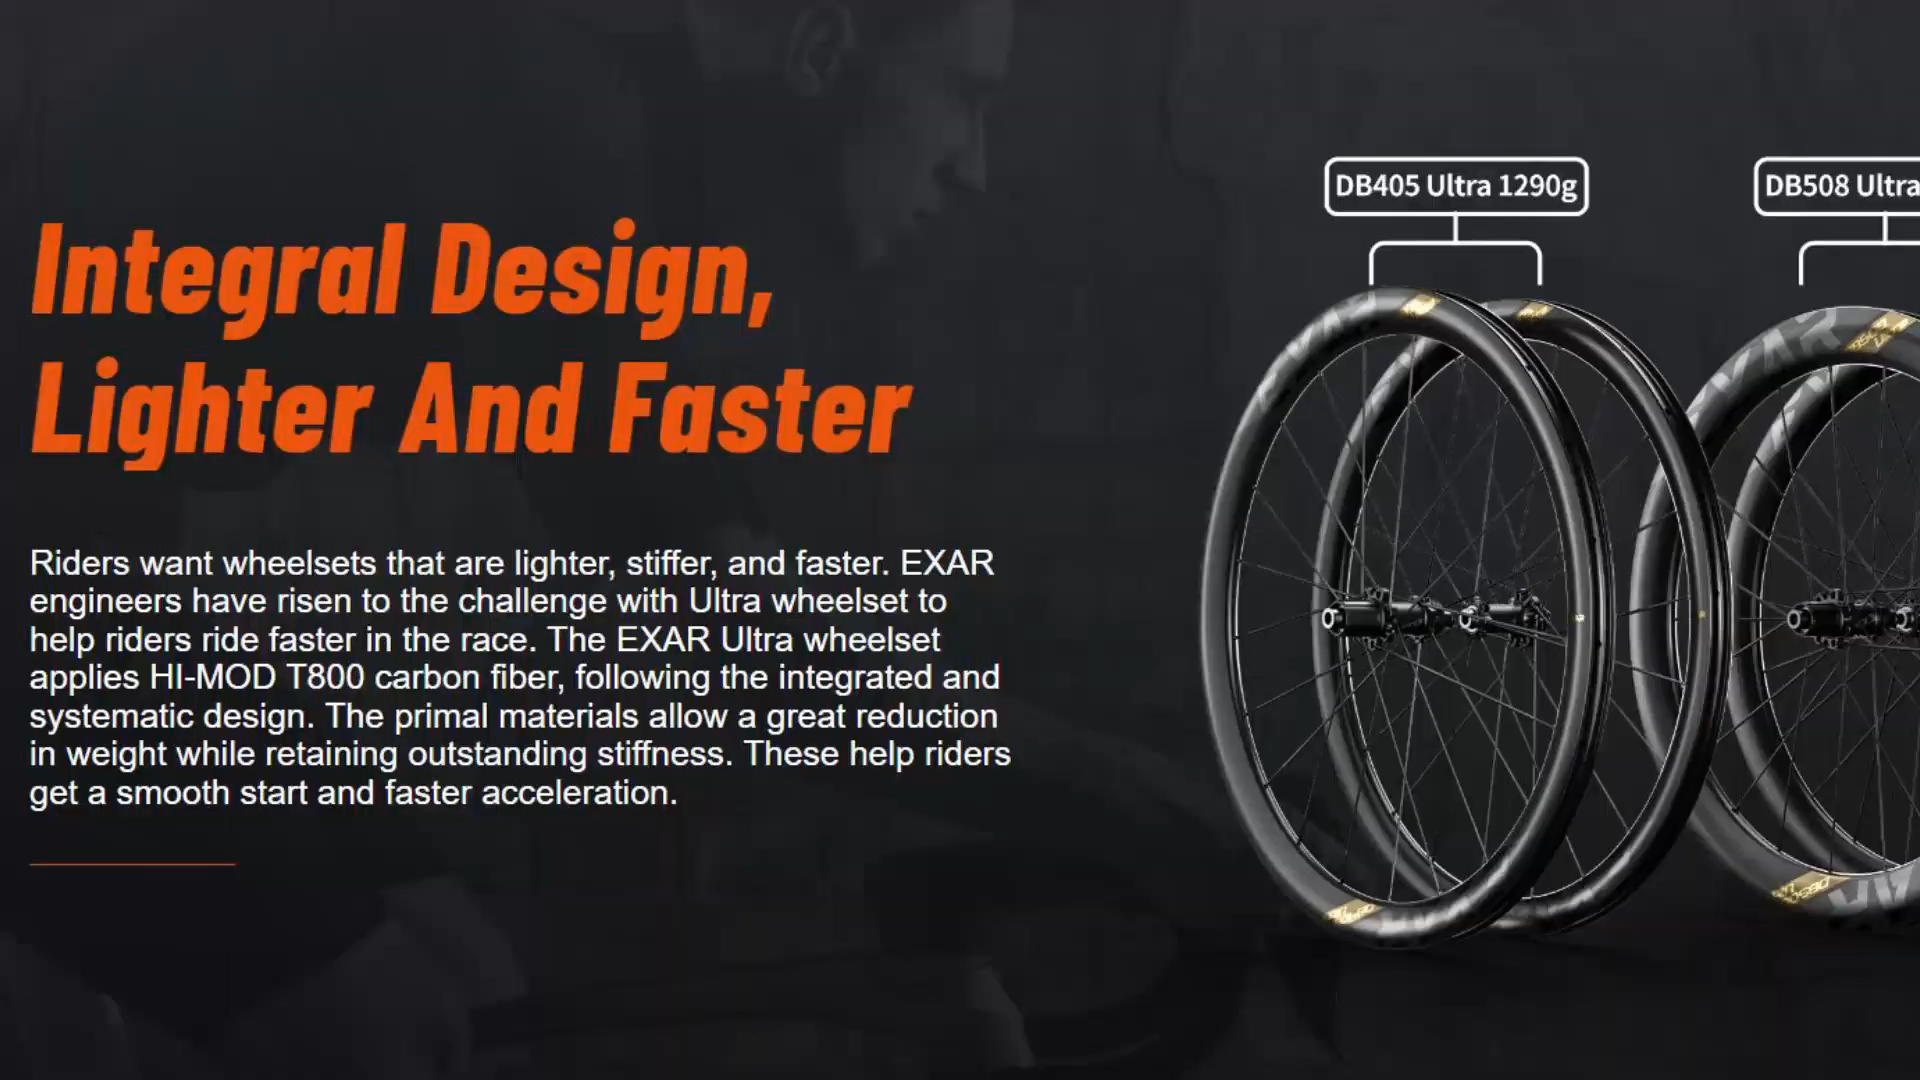 DB405 Ultra 1290g
DB508 Ultra
Integral Design,
Lighter And Faster
Riders want wheelsets that are lighter, stiffer, and faster. EXAR
engineers have risen to the challenge with Ultra wheelset to
help riders ride faster in the race. The EXAR Ultra wheelset
applies HI-MOD T800 carbon fiber, following the integrated and
systematic design. The primal materials allow a great reduction
in weight while retaining outstanding stiffness. These help riders
get a smooth start and faster acceleration.